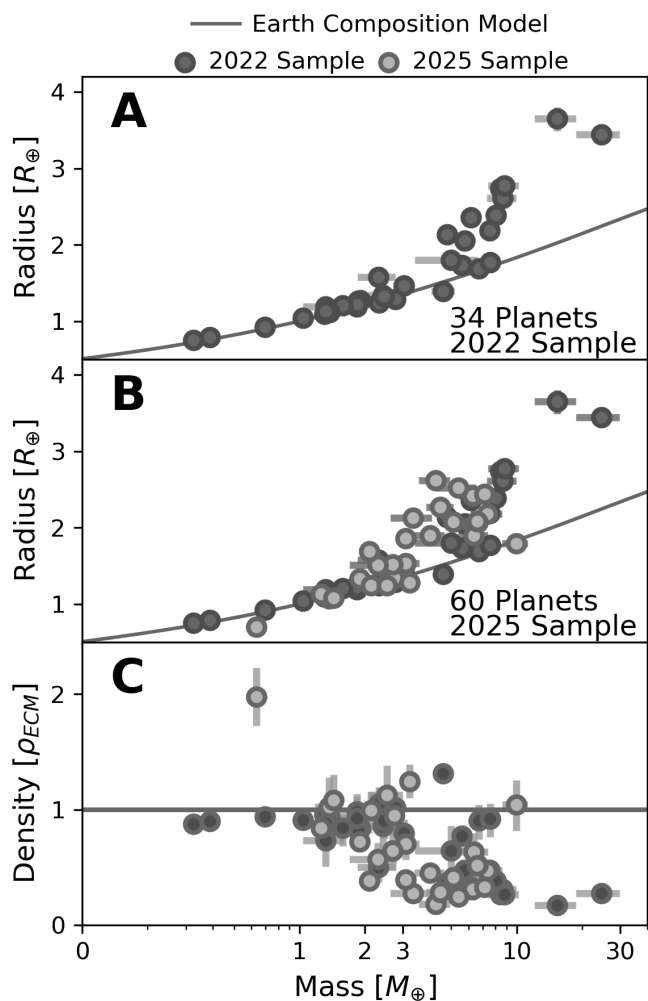 Earth Composition Model
2022 Sample
2025 Sample
A
4
3
2
1
Radius [R⊕]
34 Planets
2022 Sample
B
4
3
2
1
Radius [R⊕]
60 Planets
2025 Sample
C
2
1
0
Density [ρECM]
0
1
2
3
10
30
Mass [M⊕]